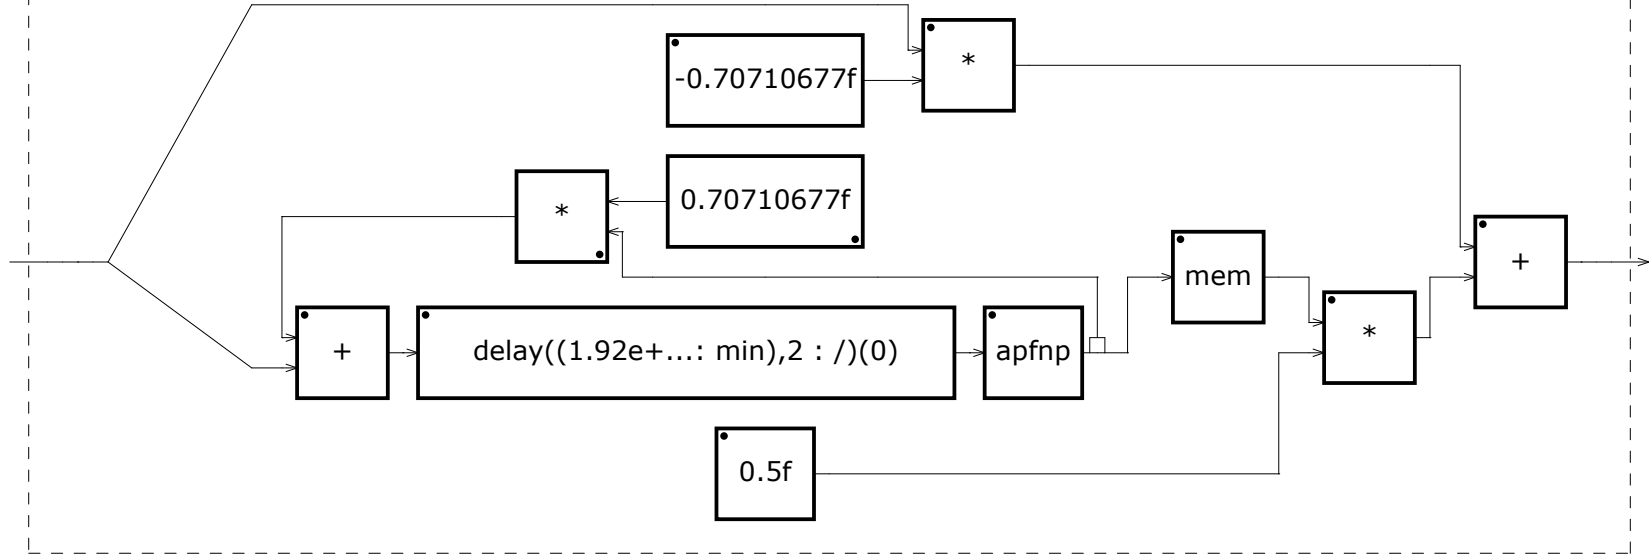 *
-0.70710677f
*
0.70710677f
+
mem
*
+
delay((1.92e+...: min),2 : /)(0)
apfnp
0.5f